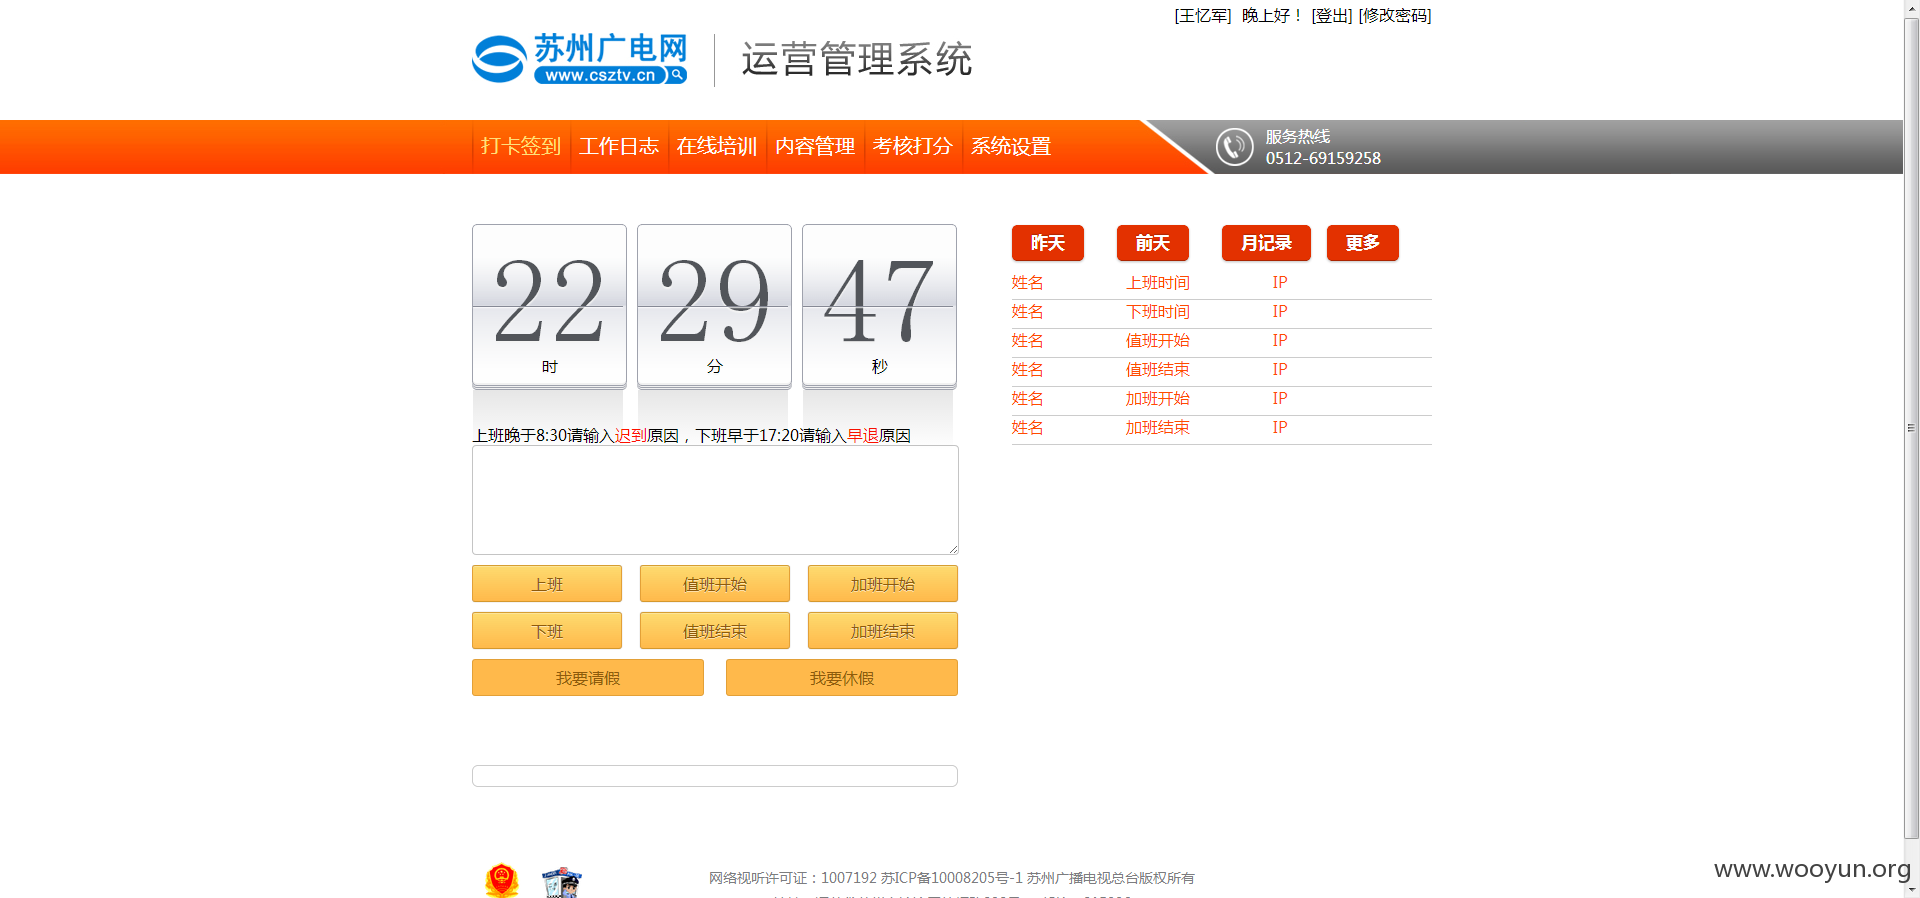 [王忆军] 晚上好！ [登出] [修改密码]
苏州广电网
www.csztv.cn
运营管理系统
打卡签到 工作日志 在线培训 内容管理 考核打分 系统设置
服务热线
0512-69159258
22 29 47
时 分 秒
上班晚于8:30请输入迟到原因，下班早于17:20请输入早退原因
上班 值班开始 加班开始
下班 值班结束 加班结束
我要请假 我要休假
昨天 前天 月记录 更多
姓名 上班时间 IP
姓名 下班时间 IP
姓名 值班开始 IP
姓名 值班结束 IP
姓名 加班开始 IP
姓名 加班结束 IP
网络视听许可证：1007192 苏ICP备10008205号-1 苏州广播电视总台版权所有
www.wooyun.org